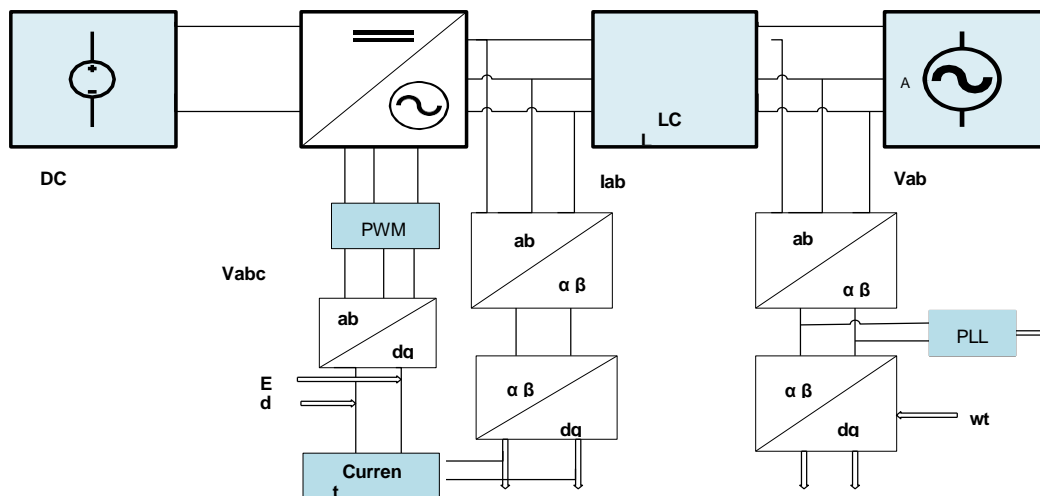 A
LC
L
DC
Iab
Vab
PWM
ab
α β
ab
α β
Vabc
ab
dq
PLL
E
d
α β
dq
α β
dq
wt
Curren
t